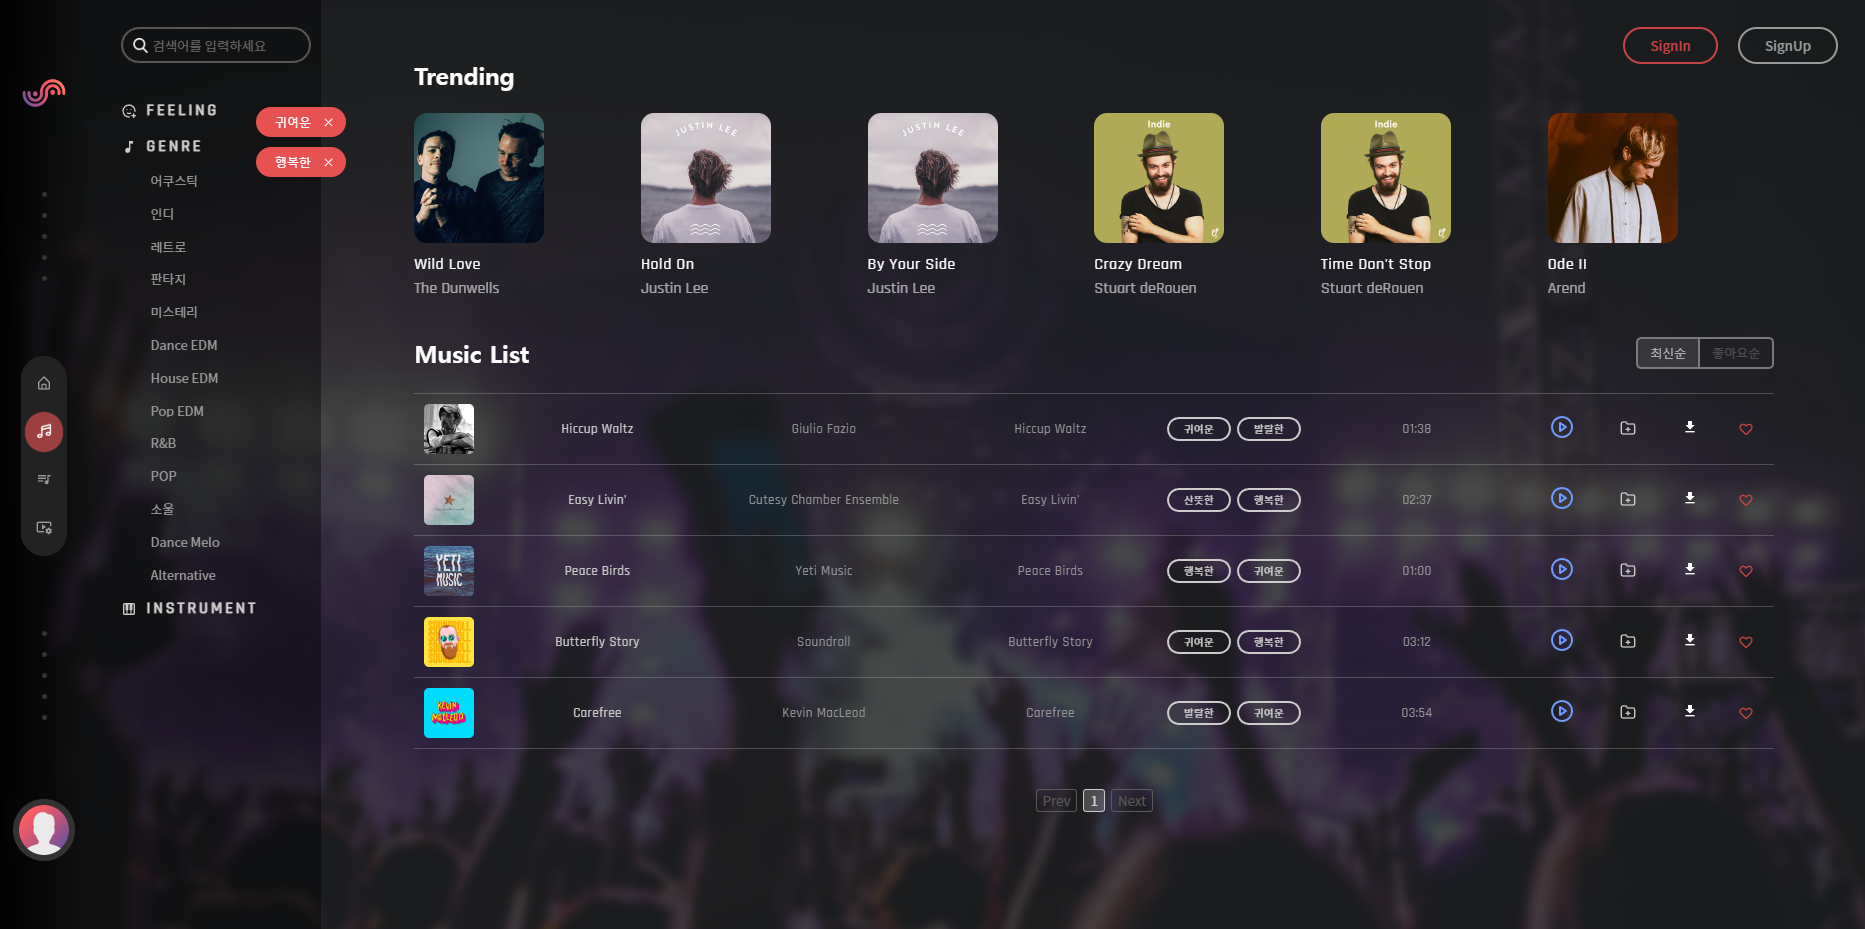 검색어를 입력하세요
SignIn
SignUp
FEELING
귀여운 ×
GENRE
행복한 ×
어쿠스틱
인디
레트로
판타지
미스테리
Dance EDM
House EDM
Pop EDM
R&B
POP
소울
Dance Melo
Alternative
INSTRUMENT
Trending
JUSTIN LEE
JUSTIN LEE
Indie
Indie
Wild Love
The Dunwells
Hold On
Justin Lee
By Your Side
Justin Lee
Crazy Dream
Stuart deRouen
Time Don't Stop
Stuart deRouen
Ode II
Arend
Music List
최신순 좋아요순
Hiccup Waltz Giulio Fazio Hiccup Waltz 귀여운 발랄한 01:38
Easy Livin' Cutesy Chamber Ensemble Easy Livin' 산뜻한 행복한 02:37
YETI
MUSIC
Peace Birds Yeti Music Peace Birds 행복한 귀여운 01:00
SOUNDROLL
Butterfly Story Soundroll Butterfly Story 귀여운 행복한 03:12
KEVIN
MACLEOD
Carefree Kevin MacLeod Carefree 발랄한 귀여운 03:54
Prev 1 Next